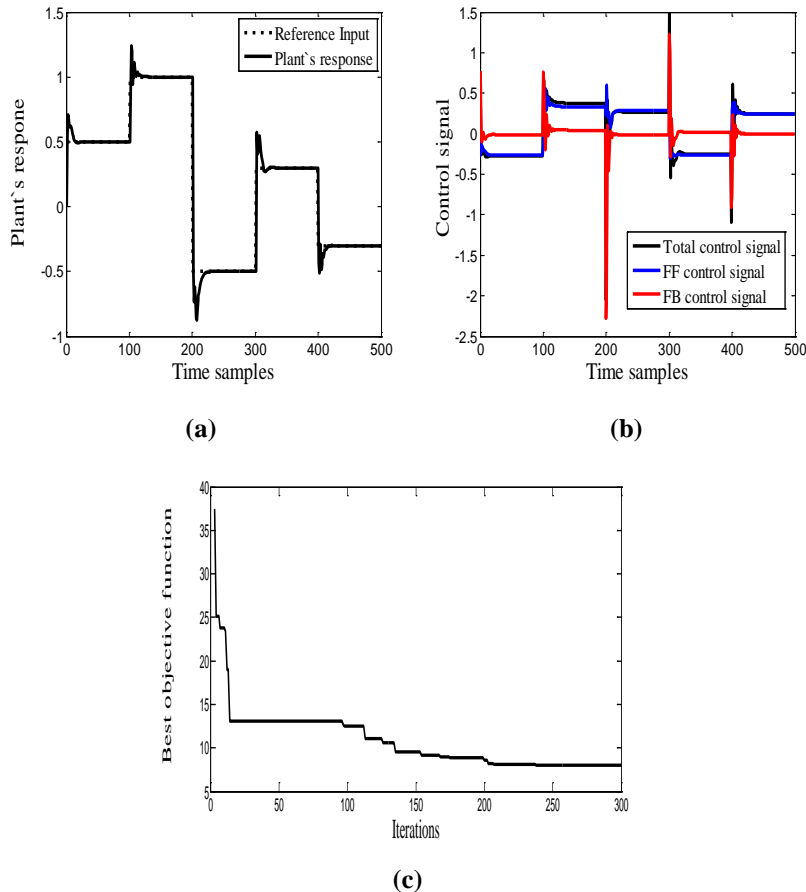 1.5
1
0.5
0
-0.5
-1
0 100 200 300 400 500
Plant`s respone
Time samples
Reference Input
Plant`s response
(a)
1.5
1
0.5
0
-0.5
-1
-1.5
-2
-2.5
0 100 200 300 400 500
Control signal
Time samples
Total control signal
FF control signal
FB control signal
(b)
40
35
30
25
20
15
10
5
0 50 100 150 200 250 300
Best objective function
Iterations
(c)